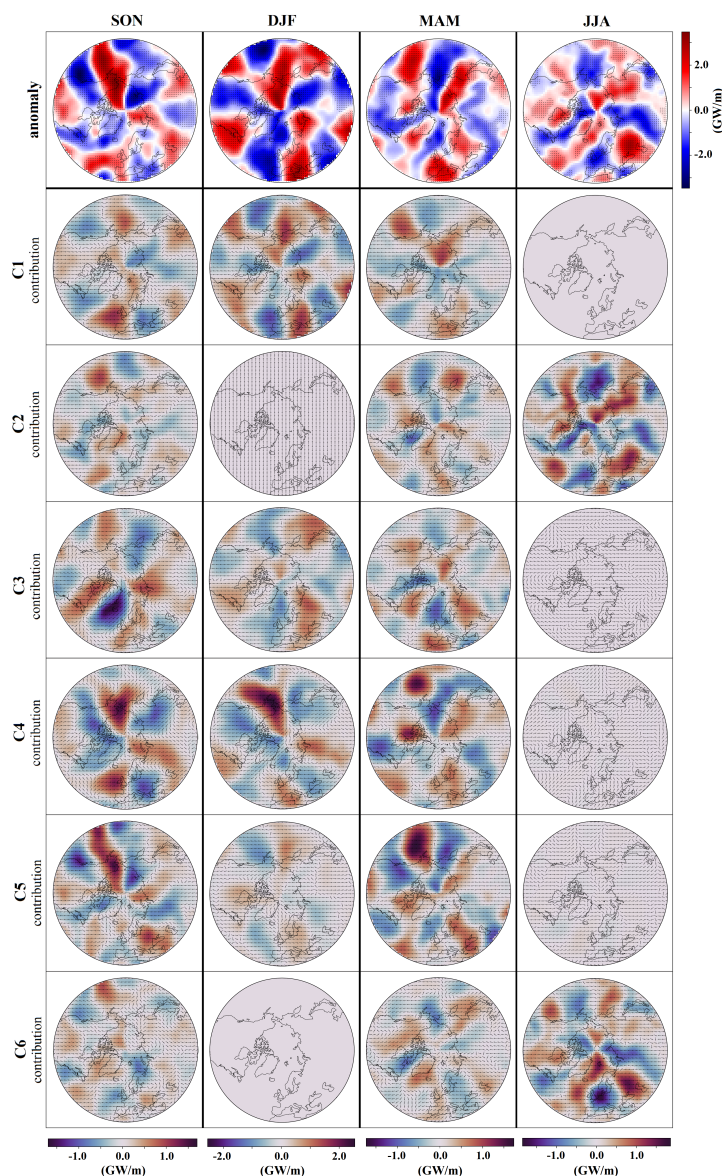 SON DJF MAM JJA
anomaly
2.0
0.0
-2.0
(GW/m)
C1
contribution
C2
contribution
C3
contribution
C4
contribution
C5
contribution
C6
contribution
-1.0 0.0 1.0 -2.0 0.0 2.0 -1.0 0.0 1.0 -1.0 0.0 1.0
(GW/m) (GW/m) (GW/m) (GW/m)